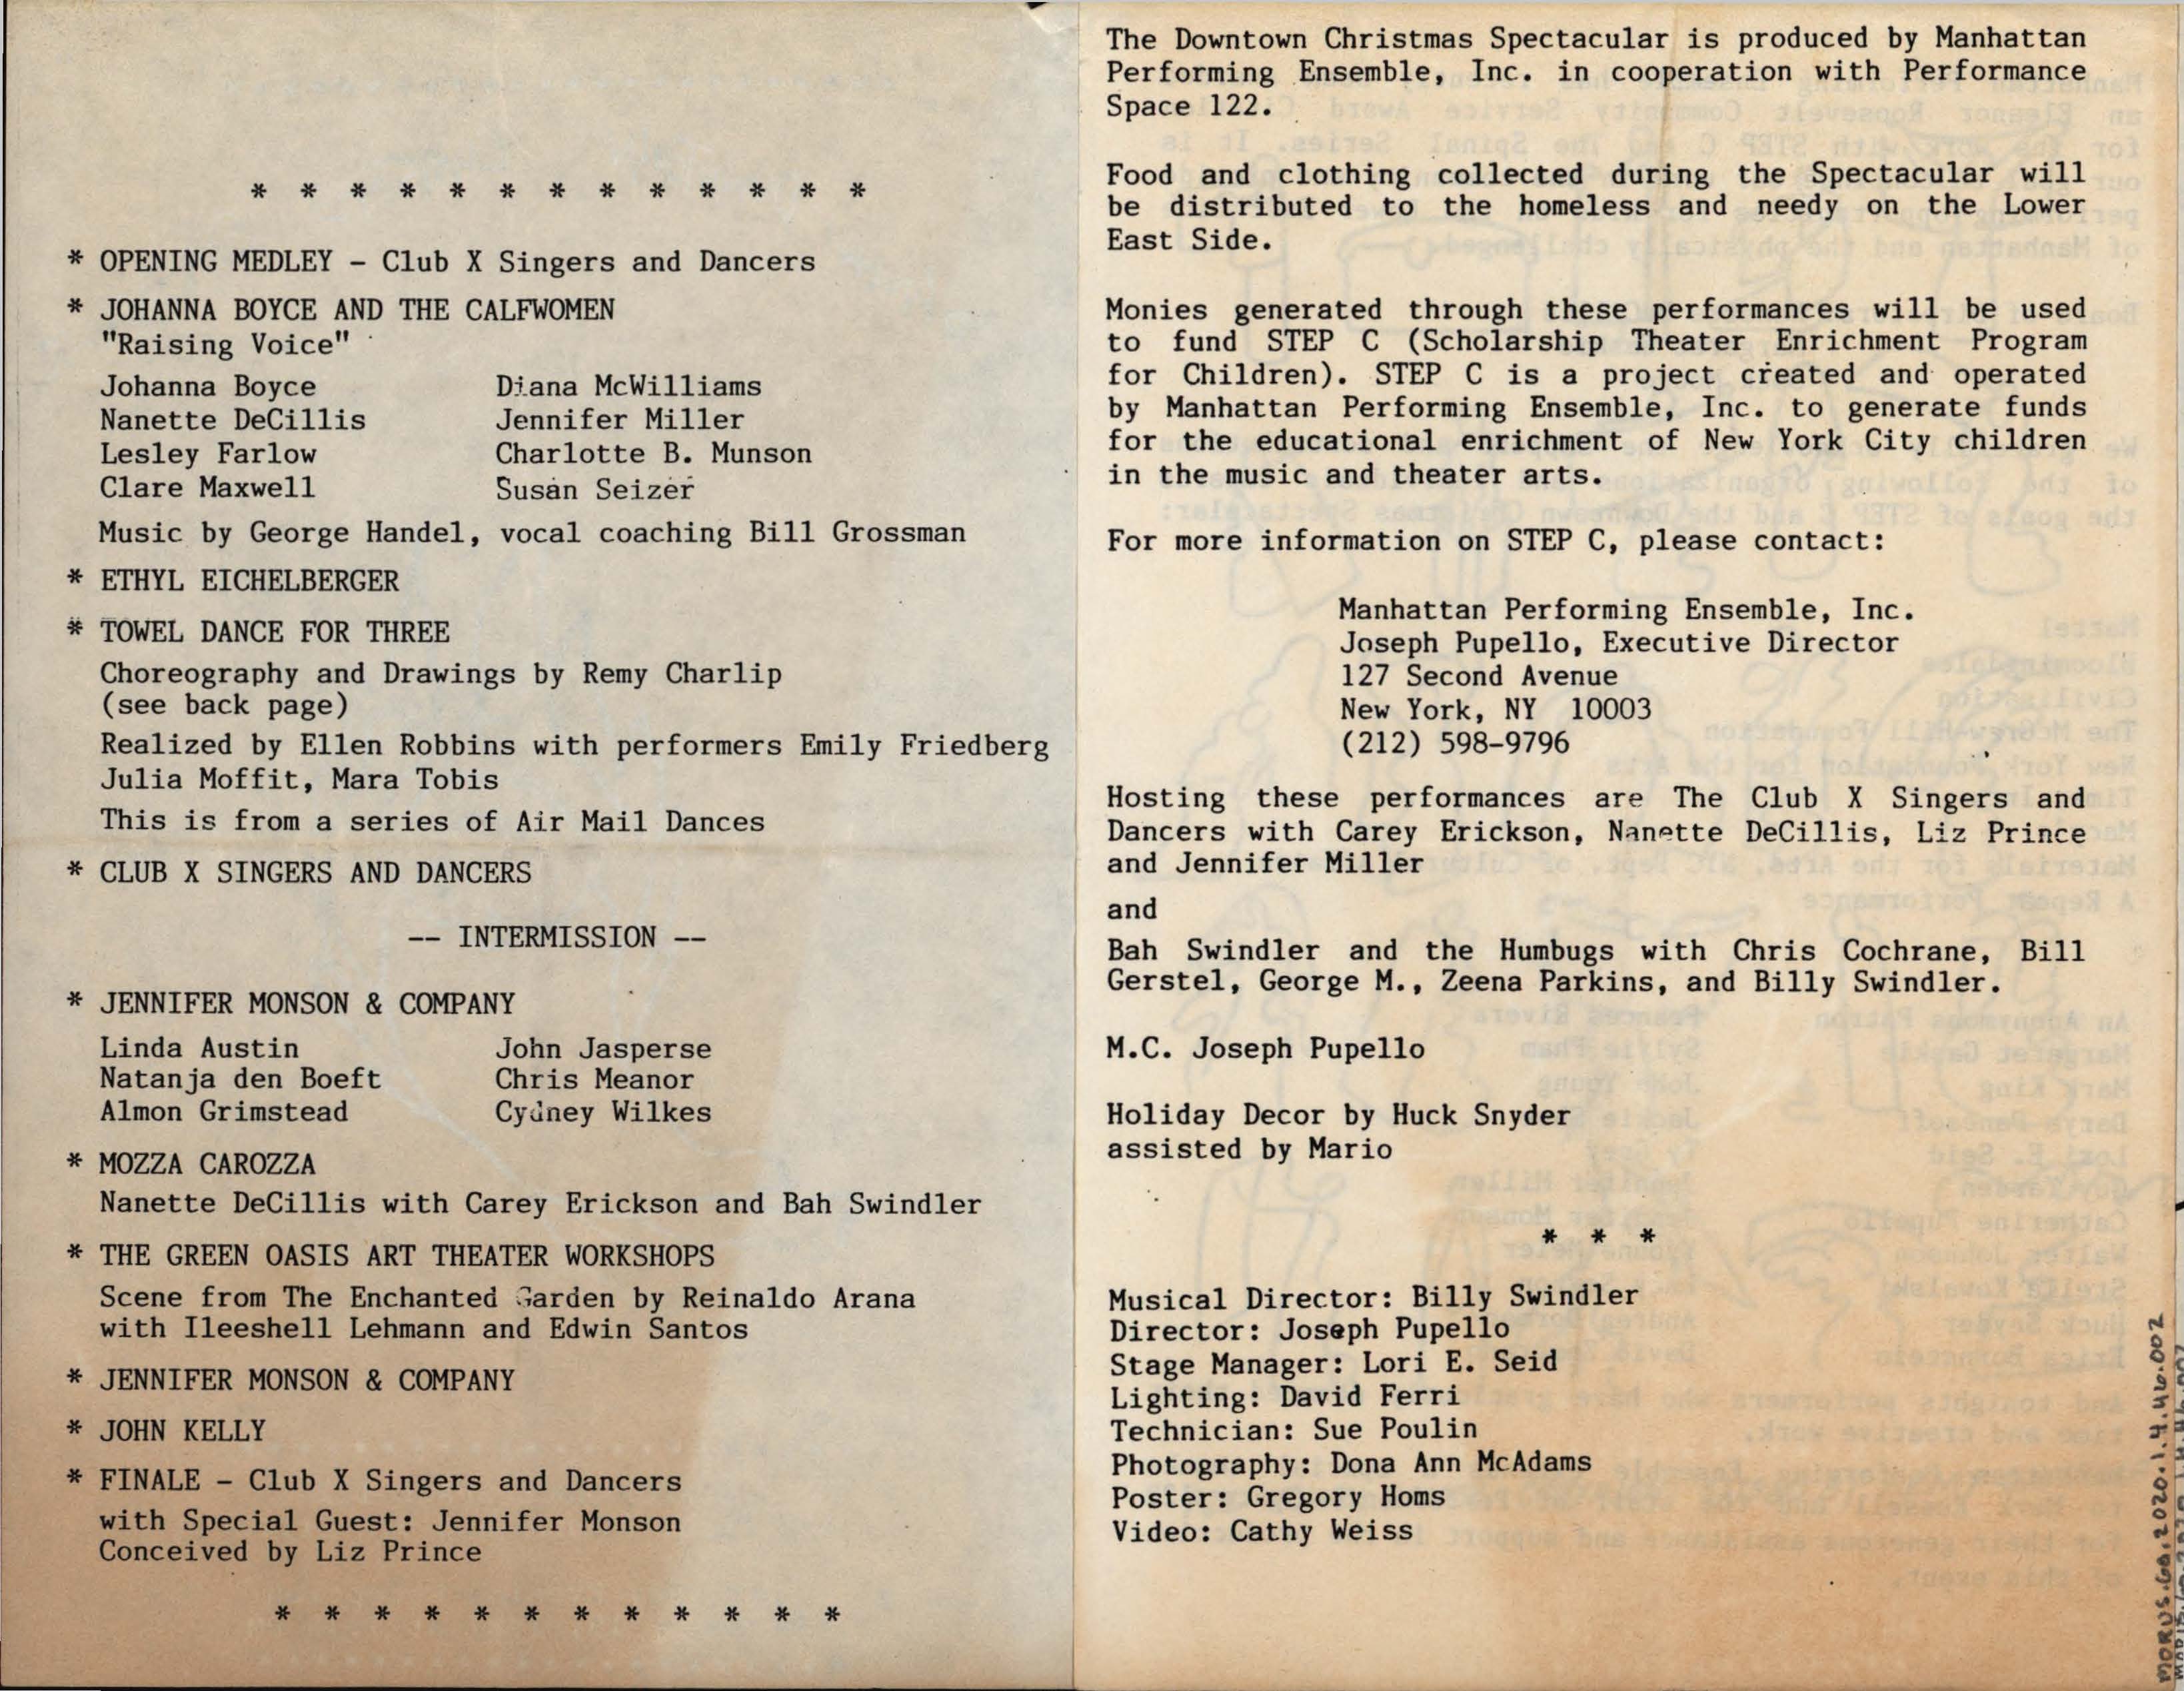 * * * * * * * * * * * * *
* OPENING MEDLEY - Club X Singers and Dancers
* JOHANNA BOYCE AND THE CALFWOMEN
"Raising Voice"
Johanna Boyce Diana McWilliams
Nanette DeCillis Jennifer Miller
Lesley Farlow Charlotte B. Munson
Clare Maxwell Susan Seizer
Music by George Handel, vocal coaching Bill Grossman
* ETHYL EICHELBERGER
* TOWEL DANCE FOR THREE
Choreography and Drawings by Remy Charlip
(see back page)
Realized by Ellen Robbins with performers Emily Friedberg
Julia Moffit, Mara Tobis
This is from a series of Air Mail Dances
* CLUB X SINGERS AND DANCERS
-- INTERMISSION --
* JENNIFER MONSON & COMPANY
Linda Austin John Jasperse
Natanja den Boeft Chris Meanor
Almon Grimstead Cydney Wilkes
* MOZZA CAROZZA
Nanette DeCillis with Carey Erickson and Bah Swindler
* THE GREEN OASIS ART THEATER WORKSHOPS
Scene from The Enchanted Garden by Reinaldo Arana
with Ileeshell Lehmann and Edwin Santos
* JENNIFER MONSON & COMPANY
* JOHN KELLY
* FINALE - Club X Singers and Dancers
with Special Guest: Jennifer Monson
Conceived by Liz Prince
* * * * * * * * * * * *
The Downtown Christmas Spectacular is produced by Manhattan
Performing Ensemble, Inc. in cooperation with Performance
Space 122.
Food and clothing collected during the Spectacular will
be distributed to the homeless and needy on the Lower
East Side.
Monies generated through these performances will be used
to fund STEP C (Scholarship Theater Enrichment Program
for Children). STEP C is a project created and operated
by Manhattan Performing Ensemble, Inc. to generate funds
for the educational enrichment of New York City children
in the music and theater arts.
For more information on STEP C, please contact:
Manhattan Performing Ensemble, Inc.
Joseph Pupello, Executive Director
127 Second Avenue
New York, NY 10003
(212) 598-9796
Hosting these performances are The Club X Singers and
Dancers with Carey Erickson, Nanette DeCillis, Liz Prince
and Jennifer Miller
and
Bah Swindler and the Humbugs with Chris Cochrane, Bill
Gerstel, George M., Zeena Parkins, and Billy Swindler.
M.C. Joseph Pupello
Holiday Decor by Huck Snyder
assisted by Mario
* * *
Musical Director: Billy Swindler
Director: Joseph Pupello
Stage Manager: Lori E. Seid
Lighting: David Ferri
Technician: Sue Poulin
Photography: Dona Ann McAdams
Poster: Gregory Homs
Video: Cathy Weiss
MORUS.60.2020.1.4.46.002